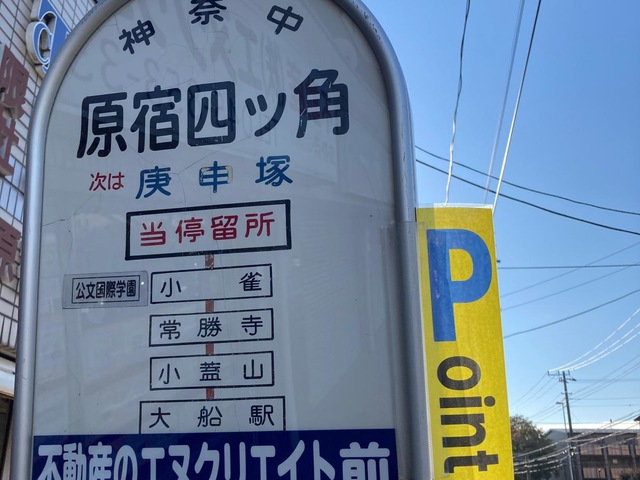 神奈中
原宿四ッ角
次は 庚申塚
当停留所
小雀
公文国際学園
常勝寺
小蓋山
大船駅
不動産のエヌクリエイト前
Point